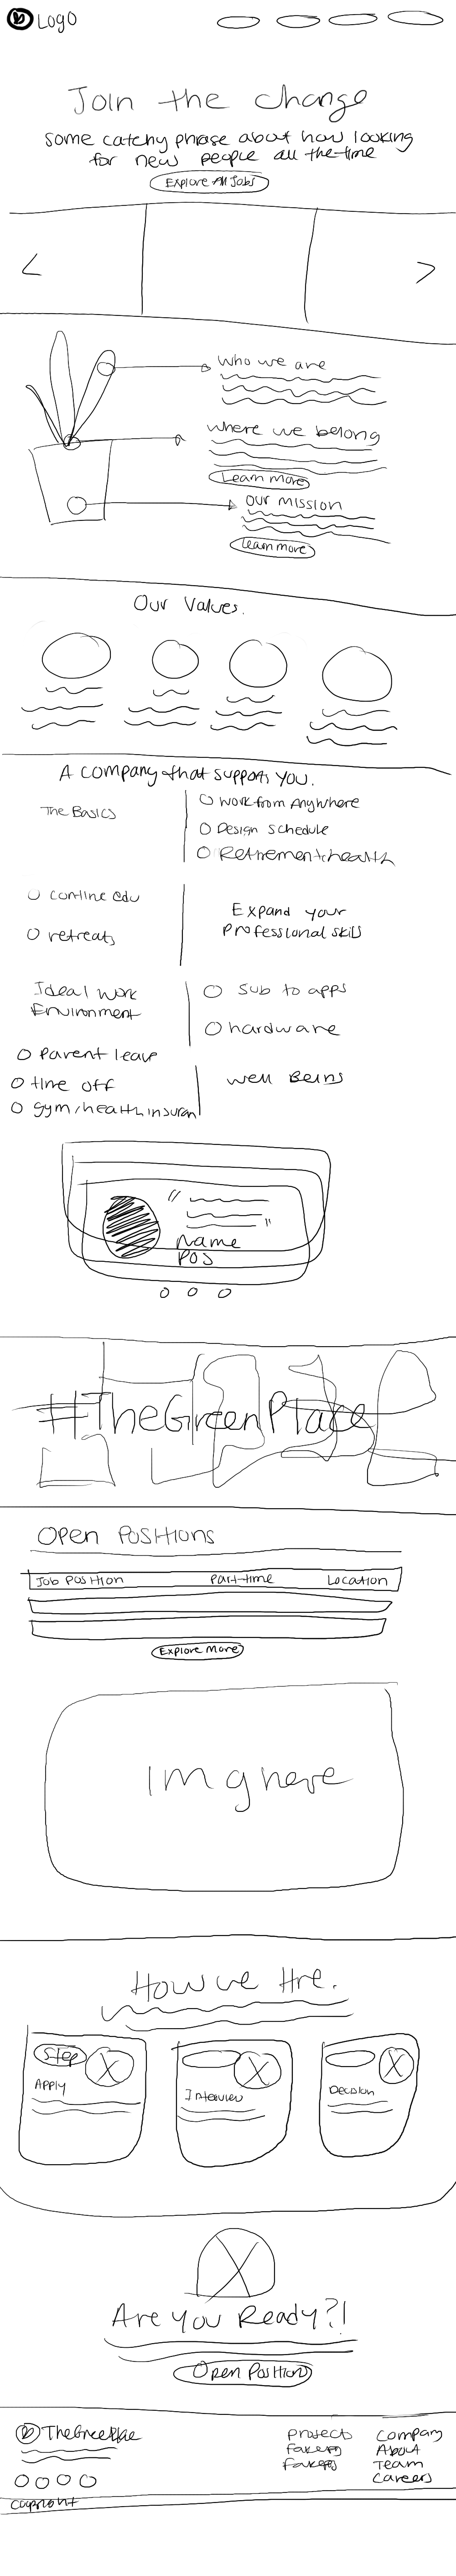 Logo
Join the change
some catchy phrase about how looking
for new people all the time
Explore All Jobs
<
>
Who we are
Where we belong
Learn more
Our mission
Learn more
Our Values.
A company that supports you.
The Basics
Work from Anywhere
Design schedule
Retirement+health
continue edu
retreats
Expand your
Professional skills
Ideal Work
Environment
Sub to apps
hardware
Parent leave
time off
gym/health insuran
Well Being
"
"
Name
POS
#TheGreenPlace
Open Positions
Job Position Part-time Location
Explore More
Img here
How we Hire.
Step
Apply
Interview
Decision
Are you Ready?!
Open Position
Project
Company
About
Team
Careers